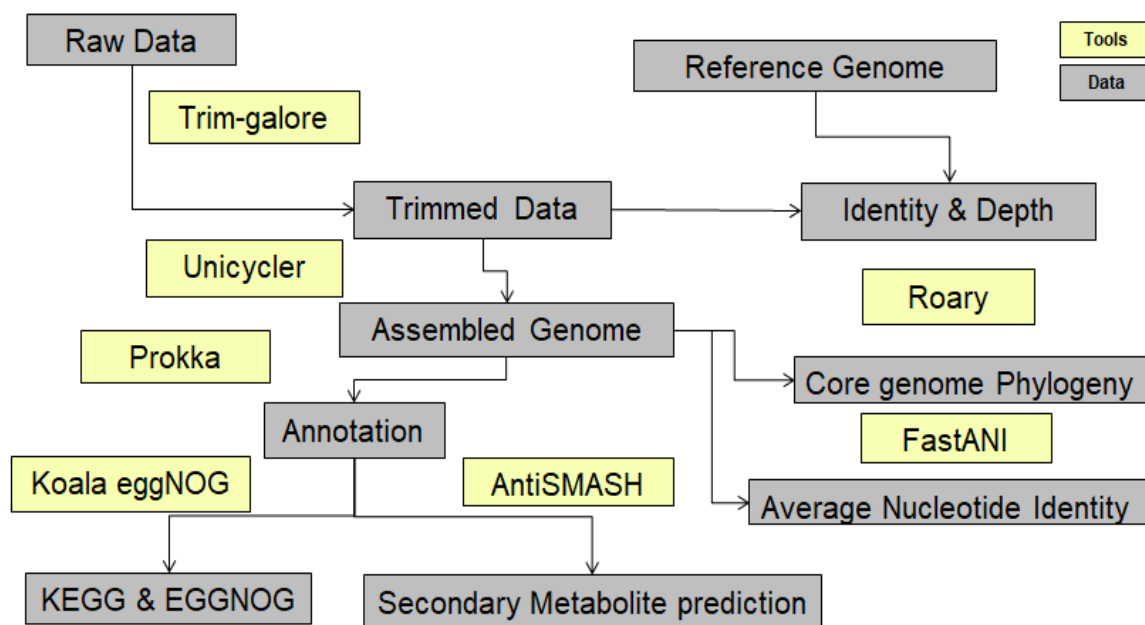 Raw Data
Reference Genome
Tools
Data
Trim-galore
Trimmed Data
Identity & Depth
Unicycler
Roary
Assembled Genome
Prokka
Core genome Phylogeny
Annotation
FastANI
Koala eggNOG
AntiSMASH
Average Nucleotide Identity
KEGG & EGGNOG
Secondary Metabolite prediction